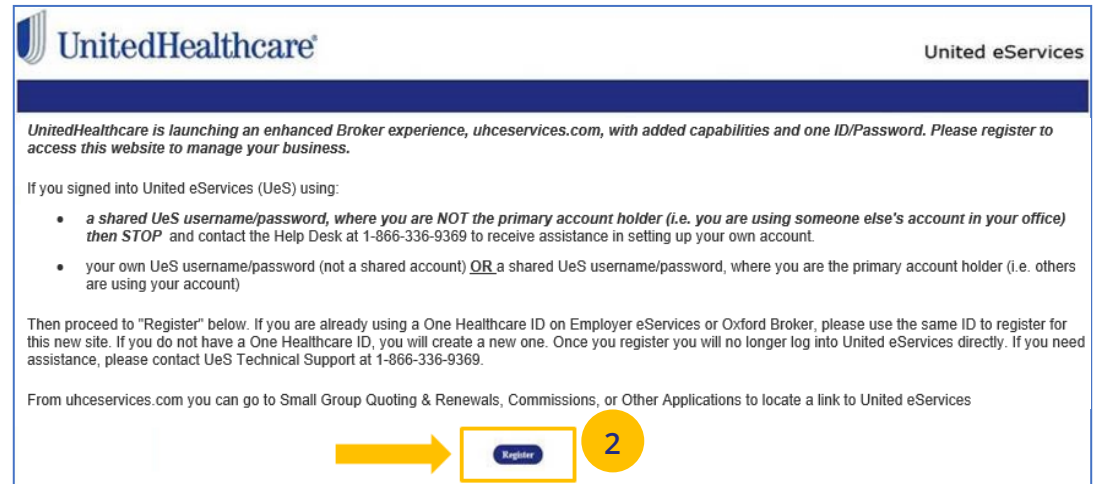 UnitedHealthcare®
United eServices
UnitedHealthcare is launching an enhanced Broker experience, uhceservices.com, with added capabilities and one ID/Password. Please register to
access this website to manage your business.
If you signed into United eServices (UeS) using:
• a shared UeS username/password, where you are NOT the primary account holder (i.e. you are using someone else's account in your office)
then STOP and contact the Help Desk at 1-866-336-9369 to receive assistance in setting up your own account.
• your own UeS username/password (not a shared account) OR a shared UeS username/password, where you are the primary account holder (i.e. others
are using your account)
Then proceed to "Register" below. If you are already using a One Healthcare ID on Employer eServices or Oxford Broker, please use the same ID to register for
this new site. If you do not have a One Healthcare ID, you will create a new one. Once you register you will no longer log into United eServices directly. If you need
assistance, please contact UeS Technical Support at 1-866-336-9369.
From uhceservices.com you can go to Small Group Quoting & Renewals, Commissions, or Other Applications to locate a link to United eServices
Register
2